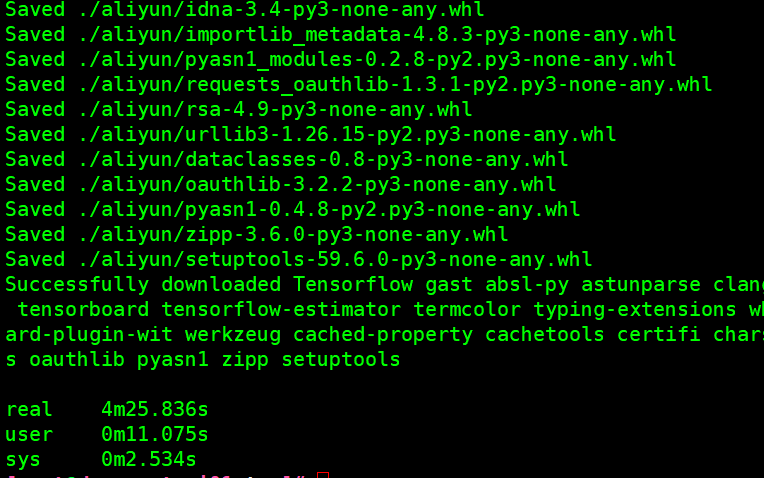 Saved ./aliyun/idna-3.4-py3-none-any.whl
Saved ./aliyun/importlib_metadata-4.8.3-py3-none-any.whl
Saved ./aliyun/pyasn1_modules-0.2.8-py2.py3-none-any.whl
Saved ./aliyun/requests_oauthlib-1.3.1-py2.py3-none-any.whl
Saved ./aliyun/rsa-4.9-py3-none-any.whl
Saved ./aliyun/urllib3-1.26.15-py2.py3-none-any.whl
Saved ./aliyun/dataclasses-0.8-py3-none-any.whl
Saved ./aliyun/oauthlib-3.2.2-py3-none-any.whl
Saved ./aliyun/pyasn1-0.4.8-py2.py3-none-any.whl
Saved ./aliyun/zipp-3.6.0-py3-none-any.whl
Saved ./aliyun/setuptools-59.6.0-py3-none-any.whl
Successfully downloaded Tensorflow gast absl-py astunparse clang
tensorboard tensorflow-estimator termcolor typing-extensions wh
ard-plugin-wit werkzeug cached-property cachetools certifi chars
s oauthlib pyasn1 zipp setuptools
real 4m25.836s
user 0m11.075s
sys 0m2.534s